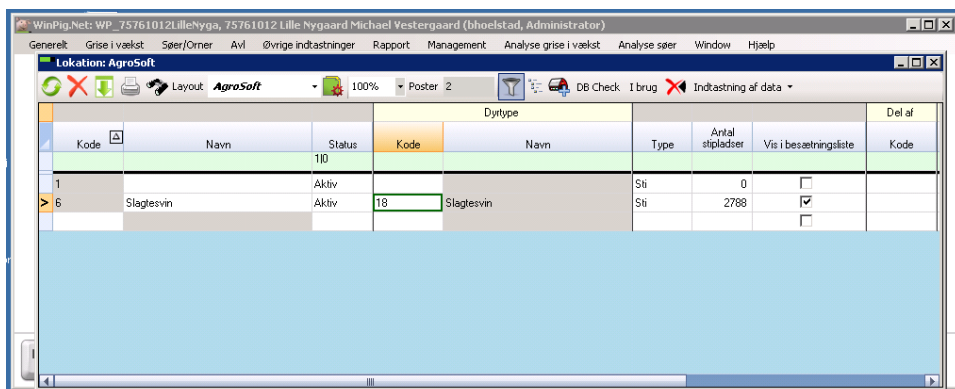 WinPig.Net: WP_75761012LilleNyga, 75761012 Lille Nygaard Michael Vestergaard (bhoelstad, Administrator)
Generelt Grise i vækst Søer/Orner Avl Øvrige indtastninger Rapport Management Analyse grise i vækst Analyse søer Window Hjælp
Lokation: AgroSoft
Layout AgroSoft 100% Poster 2 DB Check I brug Indtastning af data
Dyrtype Del af
Kode Navn Status Kode Navn Type Antal stipladser Vis i besætningsliste Kode
1|0
1 Aktiv Sti 0
6 Slagtesvin Aktiv 18 Slagtesvin Sti 2788